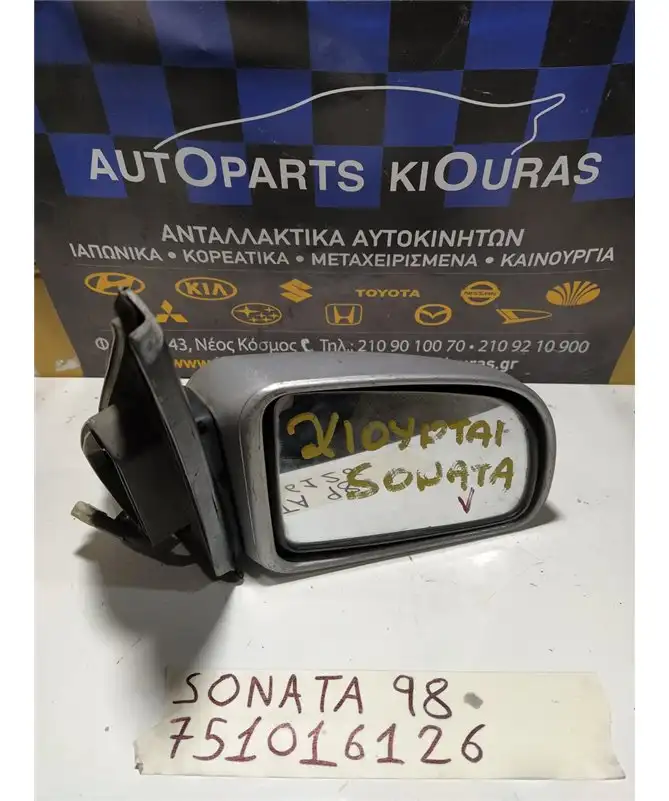 AUTOPARTS KIOURAS
ΑΝΤΑΛΛΑΚΤΙΚΑ ΑΥΤΟΚΙΝΗΤΩΝ
ΙΑΠΩΝΙΚΑ • ΚΟΡΕΑΤΙΚΑ • ΜΕΤΑΧΕΙΡΙΣΜΕΝΑ • ΚΑΙΝΟΥΡΓΙΑ
KIA
TOYOTA
NISSAN
43, Νέος Κόσμος Τηλ.: 210 90 100 70 • 210 92 10 900
ΧΙΟΥΡΤΑΙ
SONATA
SONATA 98
751016126